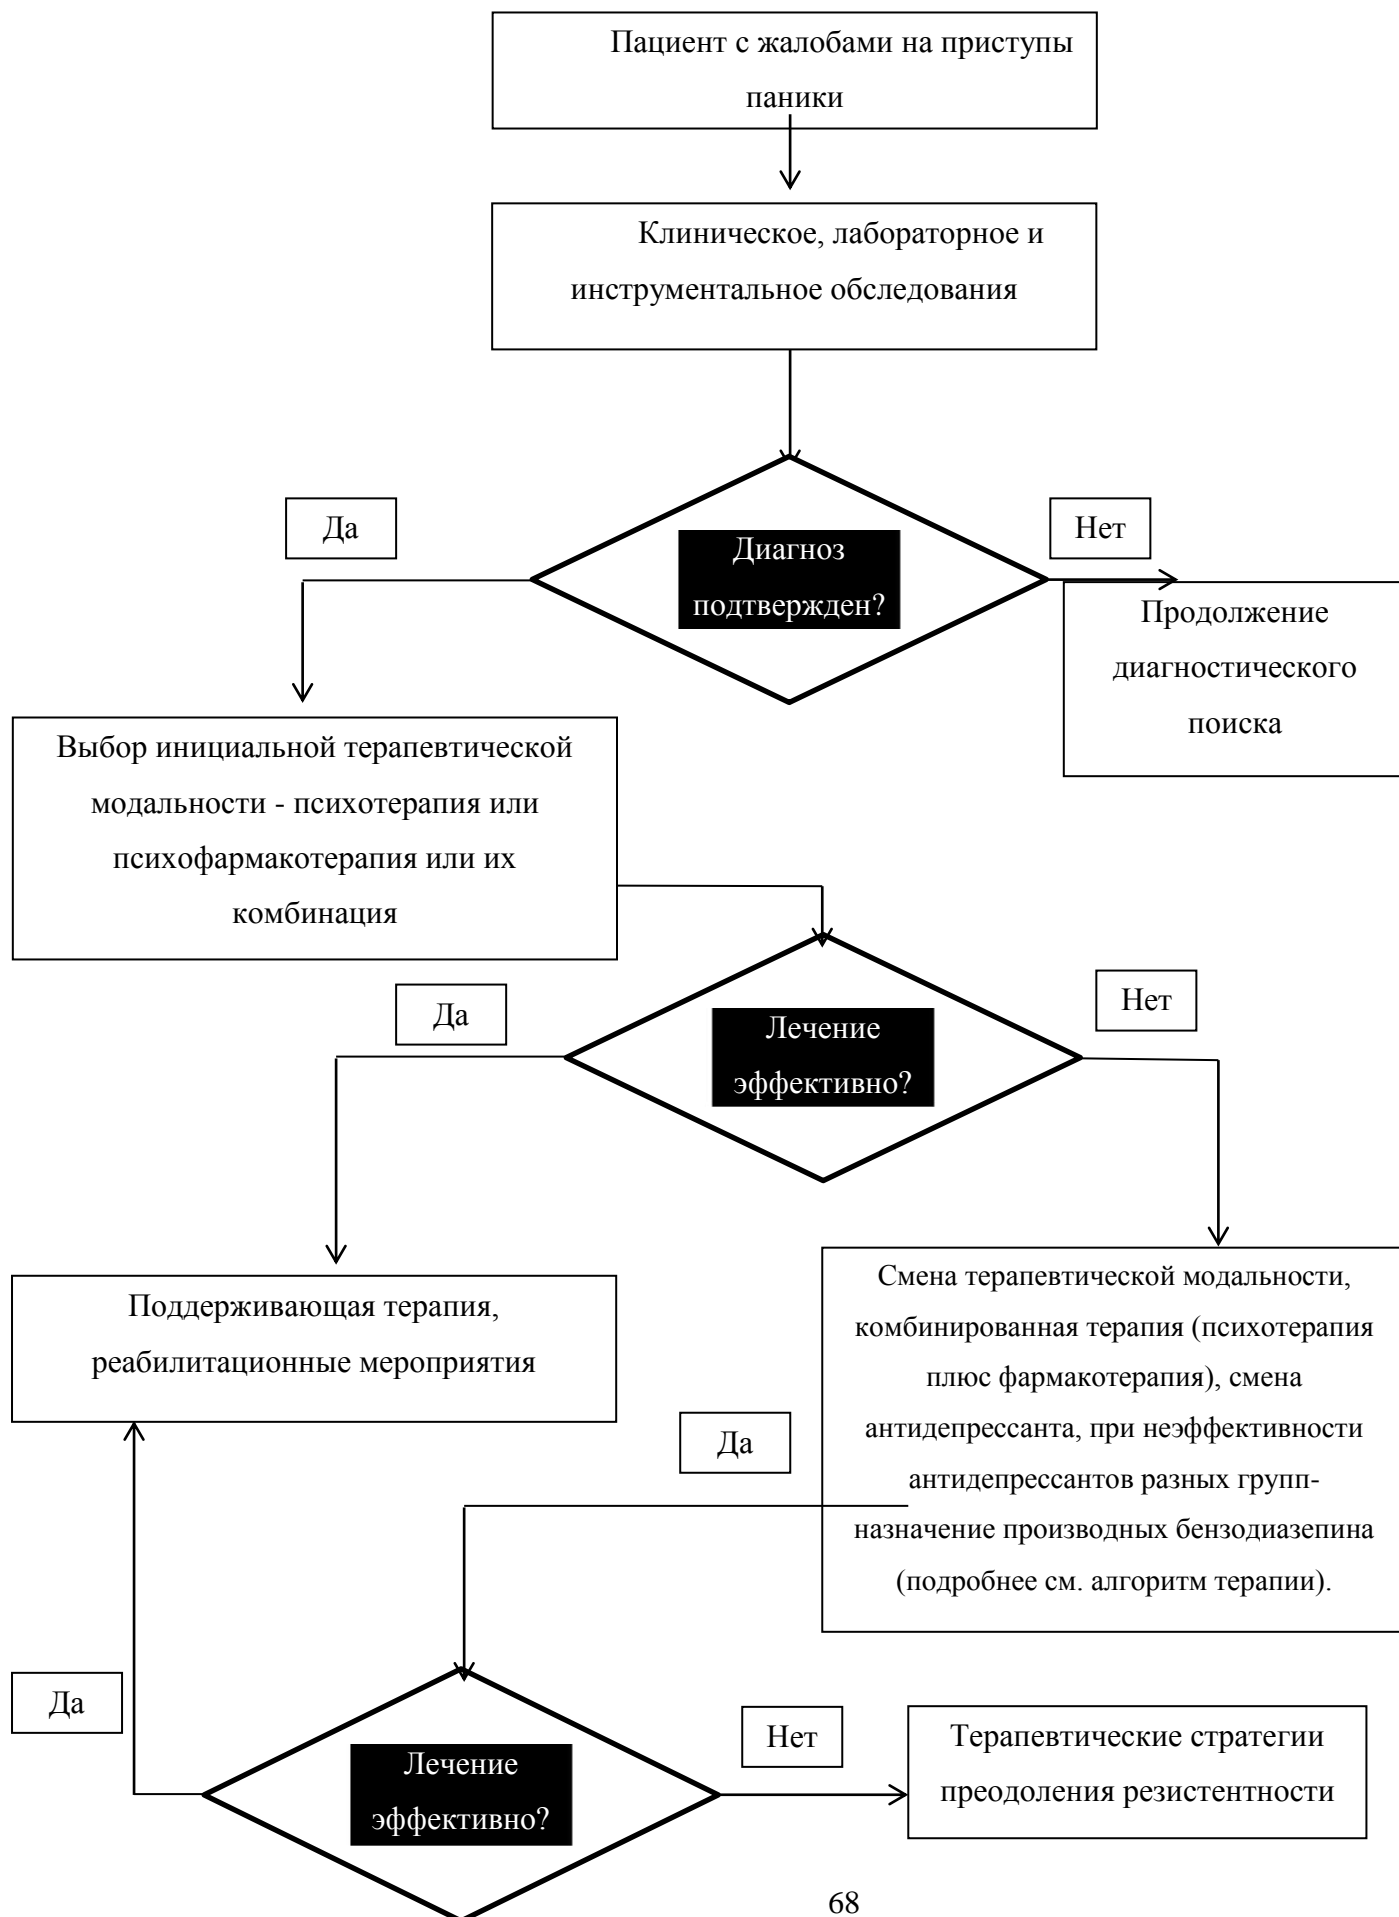 Пациент с жалобами на приступы
паники
Клиническое, лабораторное и
инструментальное обследования
Да
Нет
Диагноз
подтвержден?
Продолжение
диагностического
поиска
Выбор инициальной терапевтической
модальности - психотерапия или
психофармакотерапия или их
комбинация
Да
Нет
Лечение
эффективно?
Поддерживающая терапия,
реабилитационные мероприятия
Смена терапевтической модальности,
комбинированная терапия (психотерапия
плюс фармакотерапия), смена
антидепрессанта, при неэффективности
антидепрессантов разных групп-
назначение производных бензодиазепина
(подробнее см. алгоритм терапии).
Да
Да
Нет
Лечение
эффективно?
Терапевтические стратегии
преодоления резистентности
68